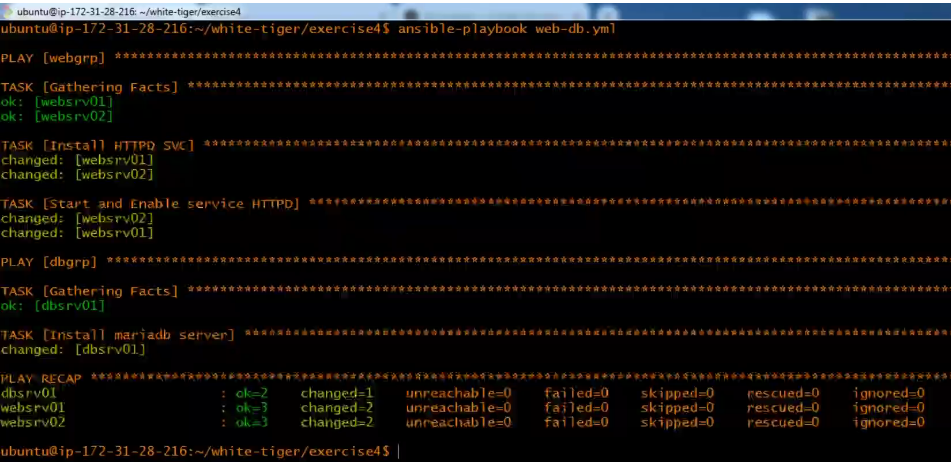 ubuntu@ip-172-31-28-216: ~/white-tiger/exercise4
ubuntu@ip-172-31-28-216:~/white-tiger/exercise4$ ansible-playbook web-db.yml
PLAY [webgrp] ****************************************************************************************************
TASK [Gathering Facts] *******************************************************************************************
ok: [websrv01]
ok: [websrv02]
TASK [Install HTTPD SVC] *****************************************************************************************
changed: [websrv01]
changed: [websrv02]
TASK [Start and Enable service HTTPD] ****************************************************************************
changed: [websrv02]
changed: [websrv01]
PLAY [dbgrp] *****************************************************************************************************
TASK [Gathering Facts] *******************************************************************************************
ok: [dbsrv01]
TASK [Install mariadb server] ************************************************************************************
changed: [dbsrv01]
PLAY RECAP *******************************************************************************************************
dbsrv01 : ok=2 changed=1 unreachable=0 failed=0 skipped=0 rescued=0 ignored=0
websrv01 : ok=3 changed=2 unreachable=0 failed=0 skipped=0 rescued=0 ignored=0
websrv02 : ok=3 changed=2 unreachable=0 failed=0 skipped=0 rescued=0 ignored=0
ubuntu@ip-172-31-28-216:~/white-tiger/exercise4$